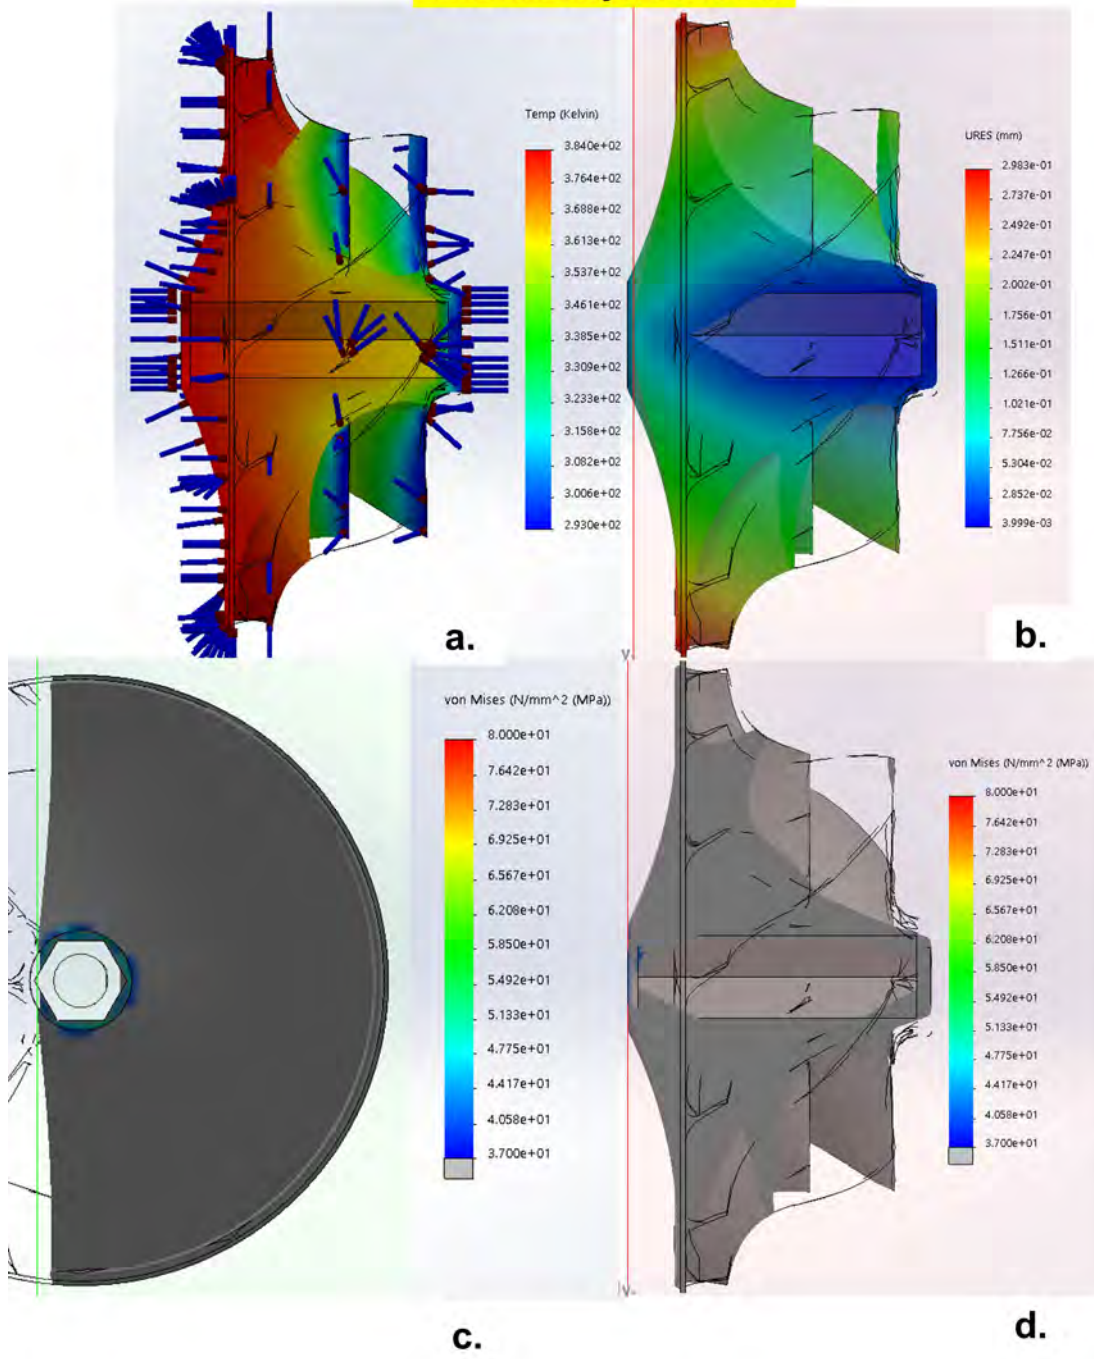 Temp (Kelvin)
3.840e+02
3.764e+02
3.688e+02
3.613e+02
3.537e+02
3.461e+02
3.385e+02
3.309e+02
3.233e+02
3.158e+02
3.082e+02
3.006e+02
2.930e+02
a.
URES (mm)
2.983e-01
2.737e-01
2.492e-01
2.247e-01
2.001e-01
1.756e-01
1.511e-01
1.266e-01
1.021e-01
7.756e-02
5.304e-02
2.852e-02
3.999e-03
b.
von Mises (N/mm^2 (MPa))
8.000e+01
7.642e+01
7.283e+01
6.925e+01
6.567e+01
6.208e+01
5.850e+01
5.492e+01
5.133e+01
4.775e+01
4.417e+01
4.058e+01
3.700e+01
c.
von Mises (N/mm^2 (MPa))
8.000e+01
7.642e+01
7.283e+01
6.925e+01
6.567e+01
6.208e+01
5.850e+01
5.492e+01
5.133e+01
4.775e+01
4.417e+01
4.058e+01
3.700e+01
d.